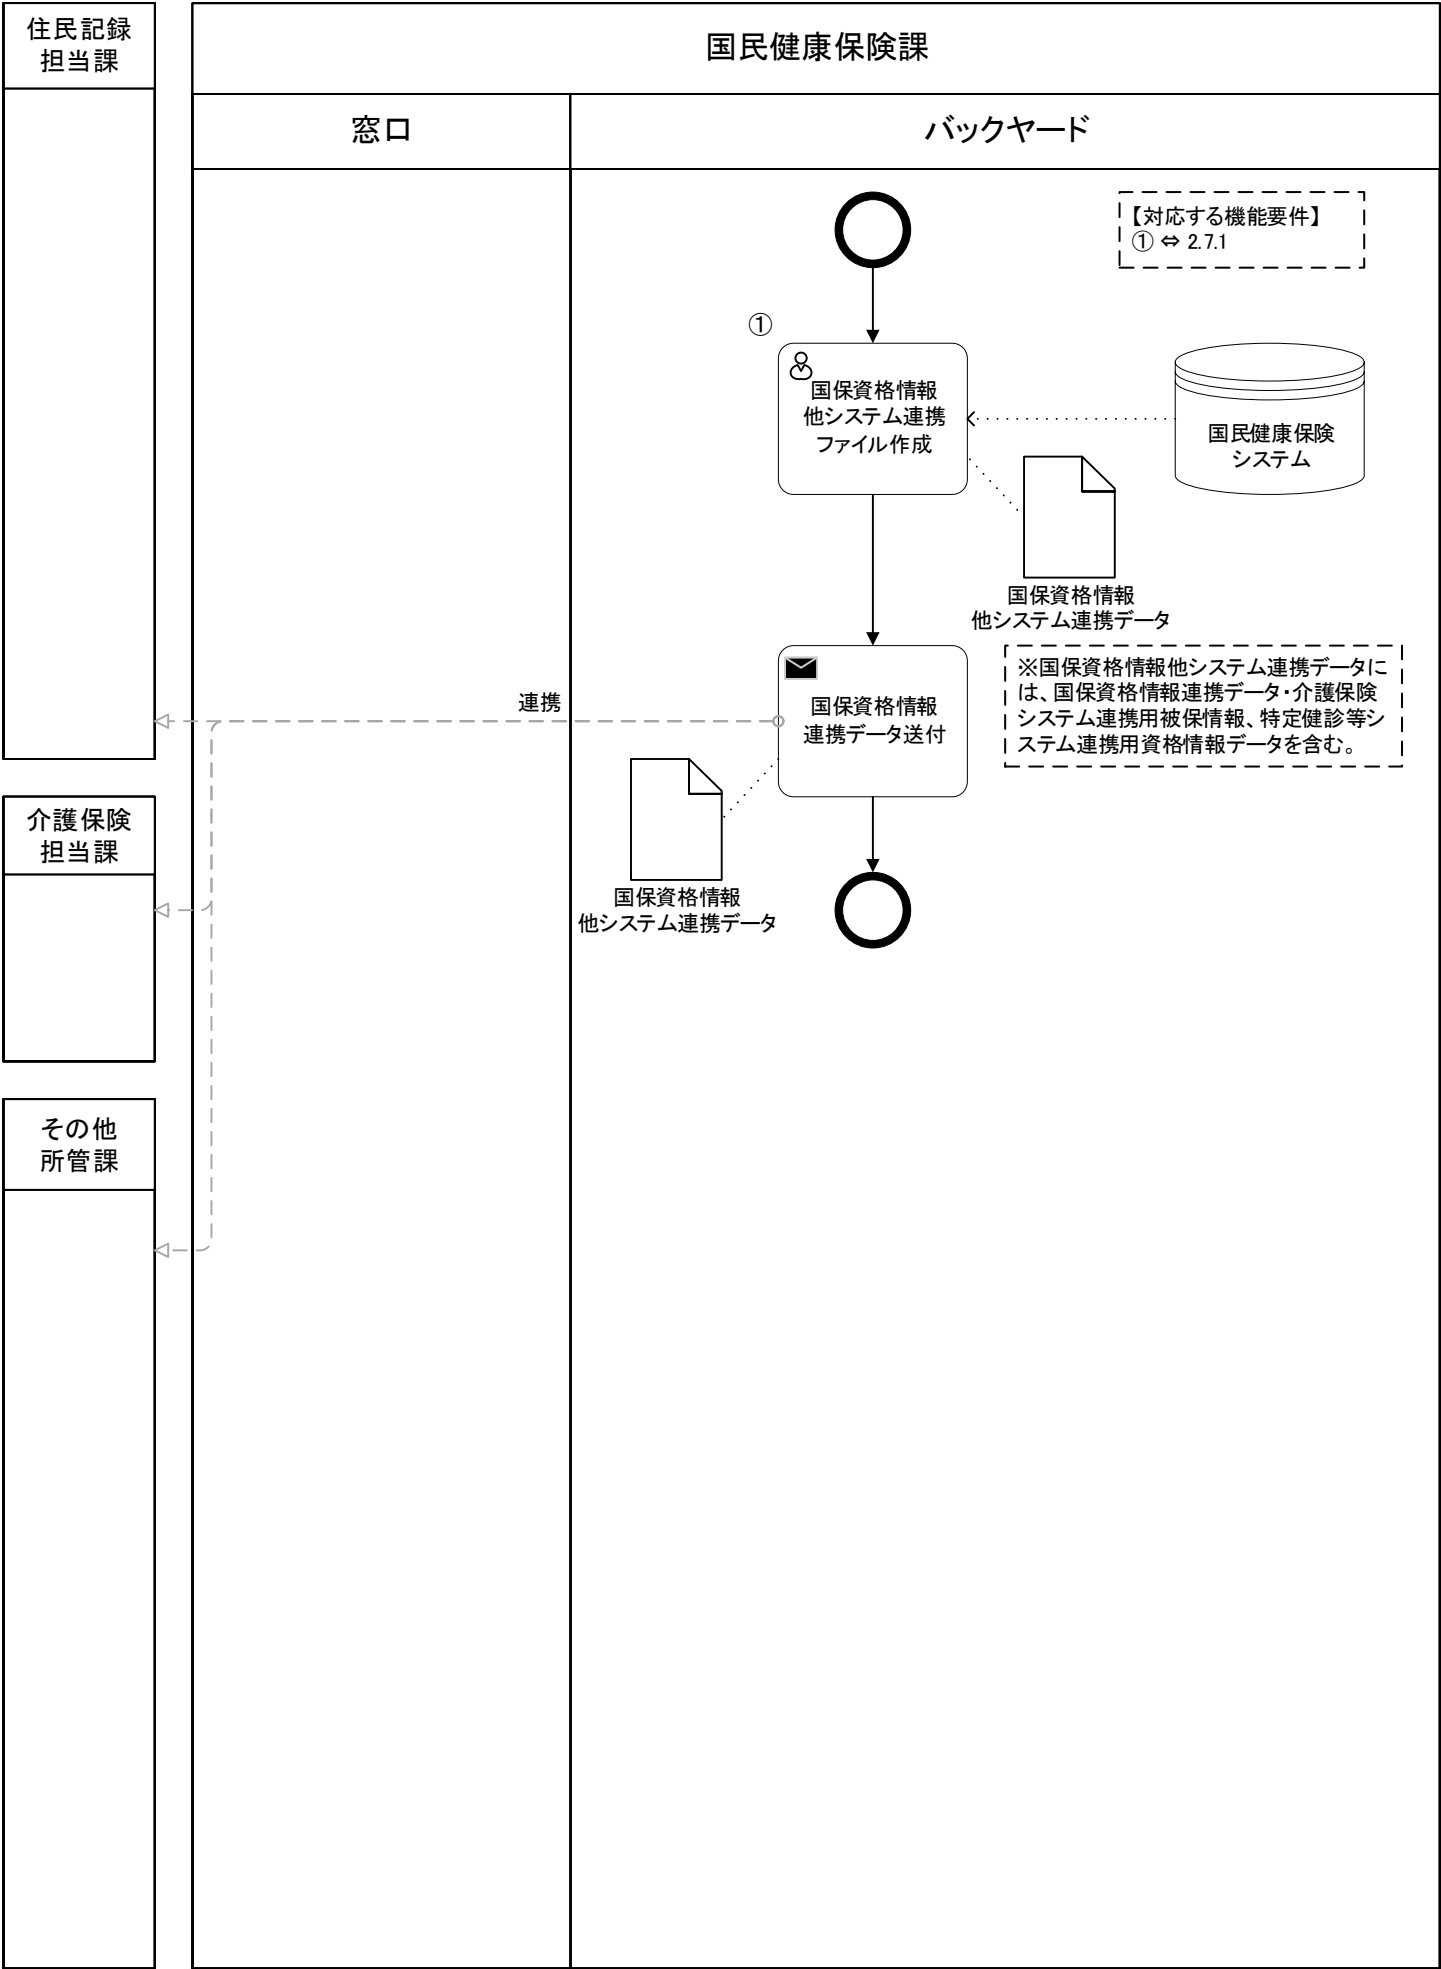 住民記録
担当課
国民健康保険課
窓口
バックヤード
【対応する機能要件】
① ⇔ 2.7.1
①
国保資格情報
他システム連携
ファイル作成
国民健康保険
システム
国保資格情報
他システム連携データ
連携
国保資格情報
連携データ送付
※国保資格情報他システム連携データに
は、国保資格情報連携データ・介護保険
システム連携用被保情報、特定健診等シ
ステム連携用資格情報データを含む。
国保資格情報
他システム連携データ
介護保険
担当課
その他
所管課